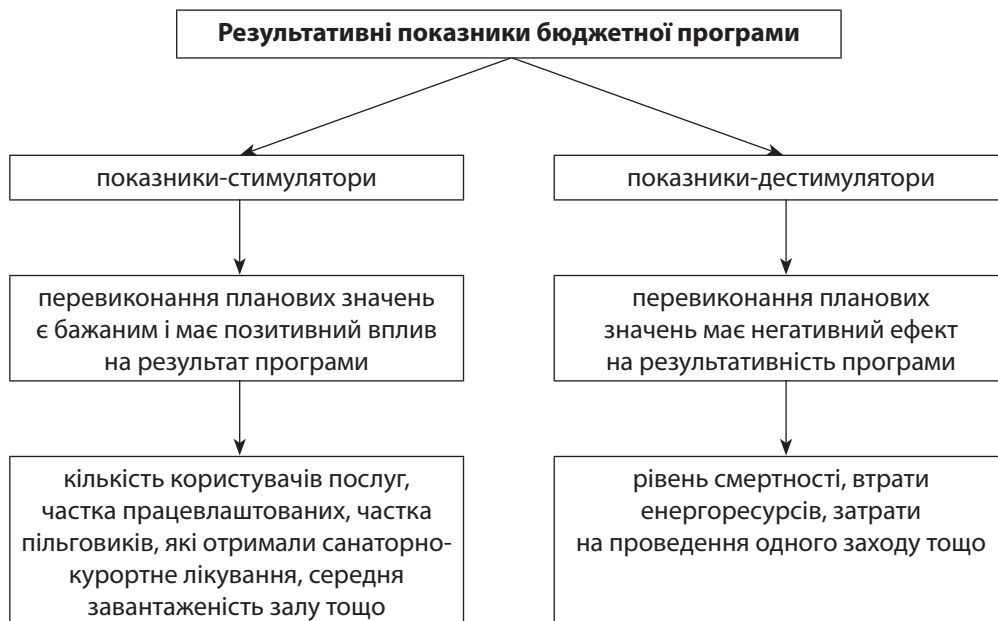 Результативні показники бюджетної програми
показники-стимулятори
показники-дестимулятори
перевиконання планових значень
є бажаним і має позитивний вплив
на результат програми
перевиконання планових
значень має негативний ефект
на результативність програми
кількість користувачів послуг,
частка працевлаштованих, частка
пільговиків, які отримали санаторно-
курортне лікування, середня
завантаженість залу тощо
рівень смертності, втрати
енергоресурсів, затрати
на проведення одного заходу тощо